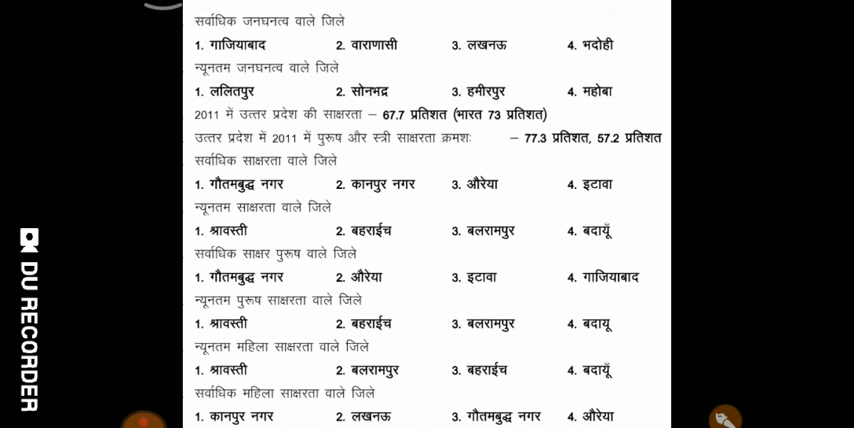 सर्वाधिक जनघनत्व वाले जिले
1. गाजियाबाद 2. वाराणासी 3. लखनऊ 4. भदोही
न्यूनतम जनघनत्व वाले जिले
1. ललितपुर 2. सोनभद्र 3. हमीरपुर 4. महोबा
2011 में उत्तर प्रदेश की साक्षरता – 67.7 प्रतिशत (भारत 73 प्रतिशत)
उत्तर प्रदेश में 2011 में पुरूष और स्त्री साक्षरता क्रमशः – 77.3 प्रतिशत, 57.2 प्रतिशत
सर्वाधिक साक्षरता वाले जिले
1. गौतमबुद्ध नगर 2. कानपुर नगर 3. औरेया 4. इटावा
न्यूनतम साक्षरता वाले जिले
1. श्रावस्ती 2. बहराईच 3. बलरामपुर 4. बदायूँ
सर्वाधिक साक्षर पुरूष वाले जिले
1. गौतमबुद्ध नगर 2. औरेया 3. इटावा 4. गाजियाबाद
न्यूनतम पुरूष साक्षरता वाले जिले
1. श्रावस्ती 2. बहराईच 3. बलरामपुर 4. बदायू
न्यूनतम महिला साक्षरता वाले जिले
1. श्रावस्ती 2. बलरामपुर 3. बहराईच 4. बदायूँ
सर्वाधिक महिला साक्षरता वाले जिले
1. कानपुर नगर 2. लखनऊ 3. गौतमबुद्ध नगर 4. औरेया
DU RECORDER